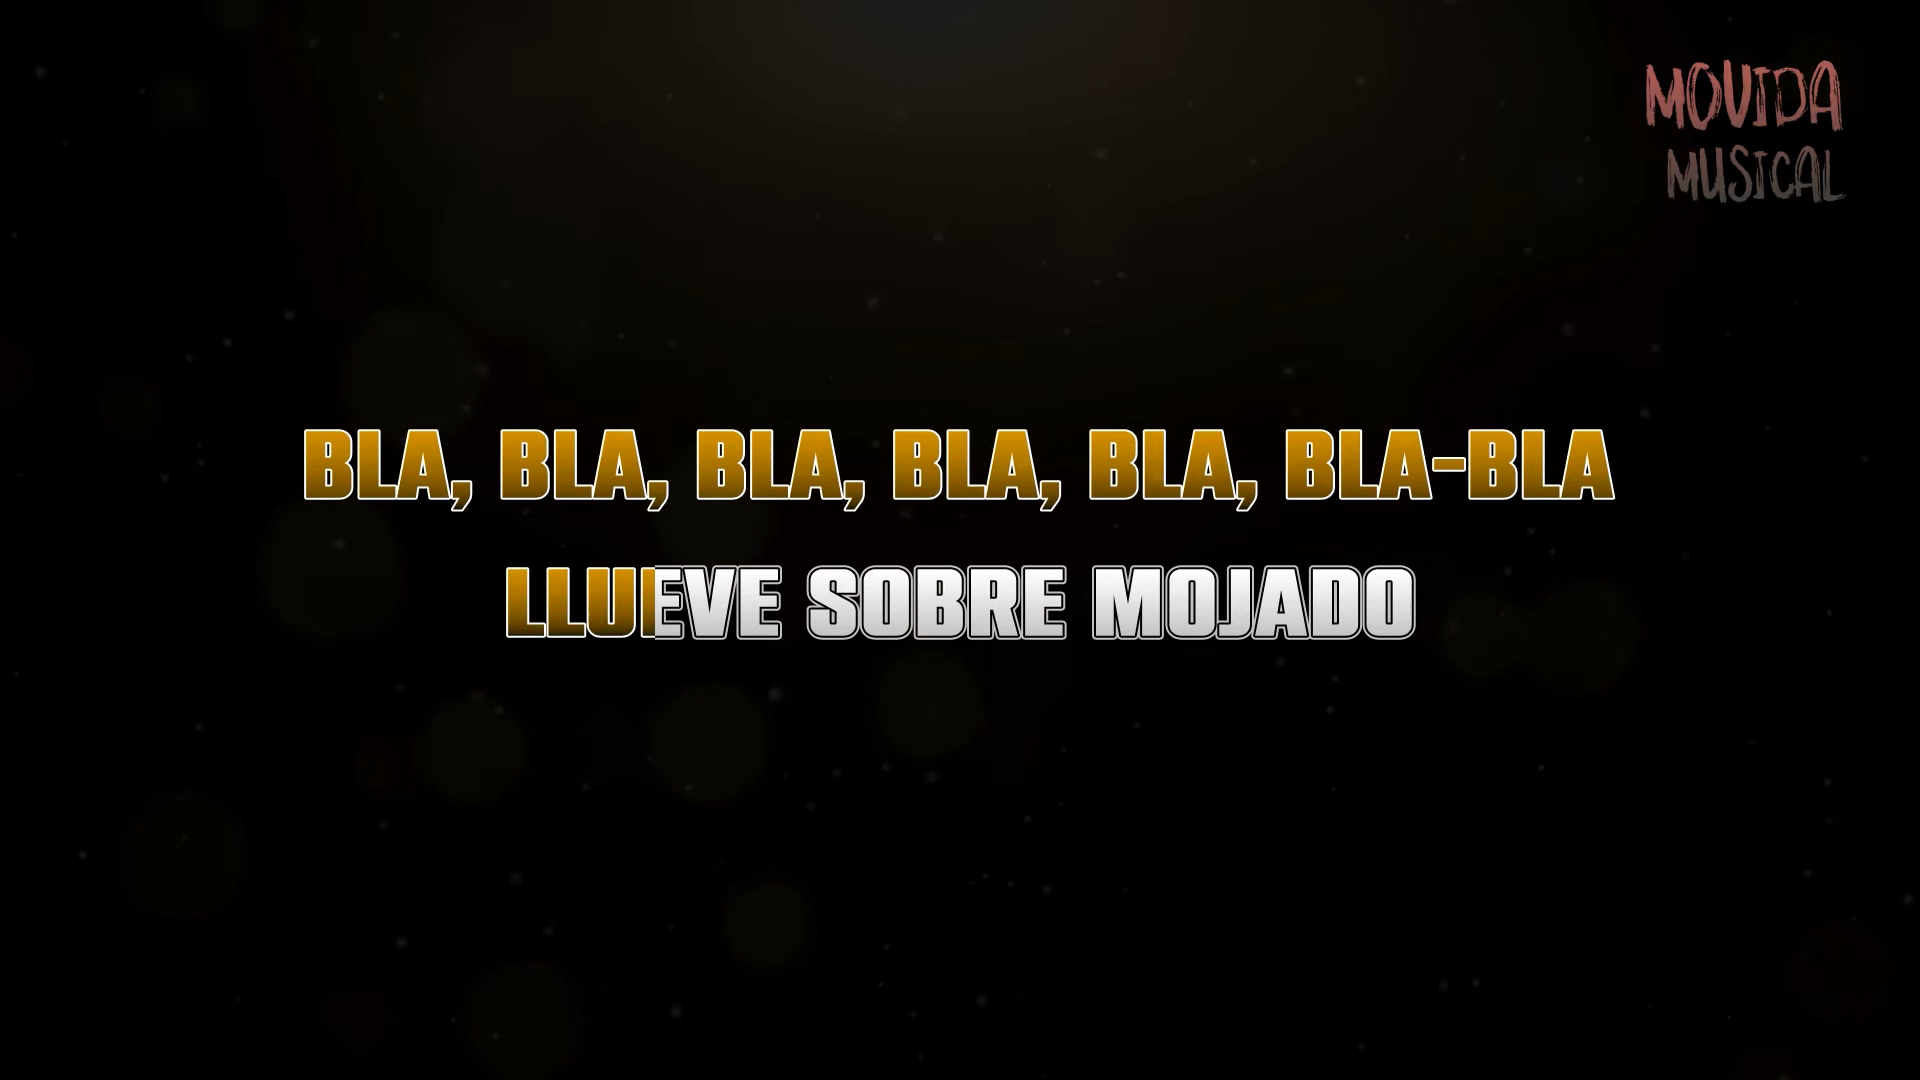 MOVIDA
MUSICAL
BLA, BLA, BLA, BLA, BLA, BLA-BLA
LLUEVE SOBRE MOJADO